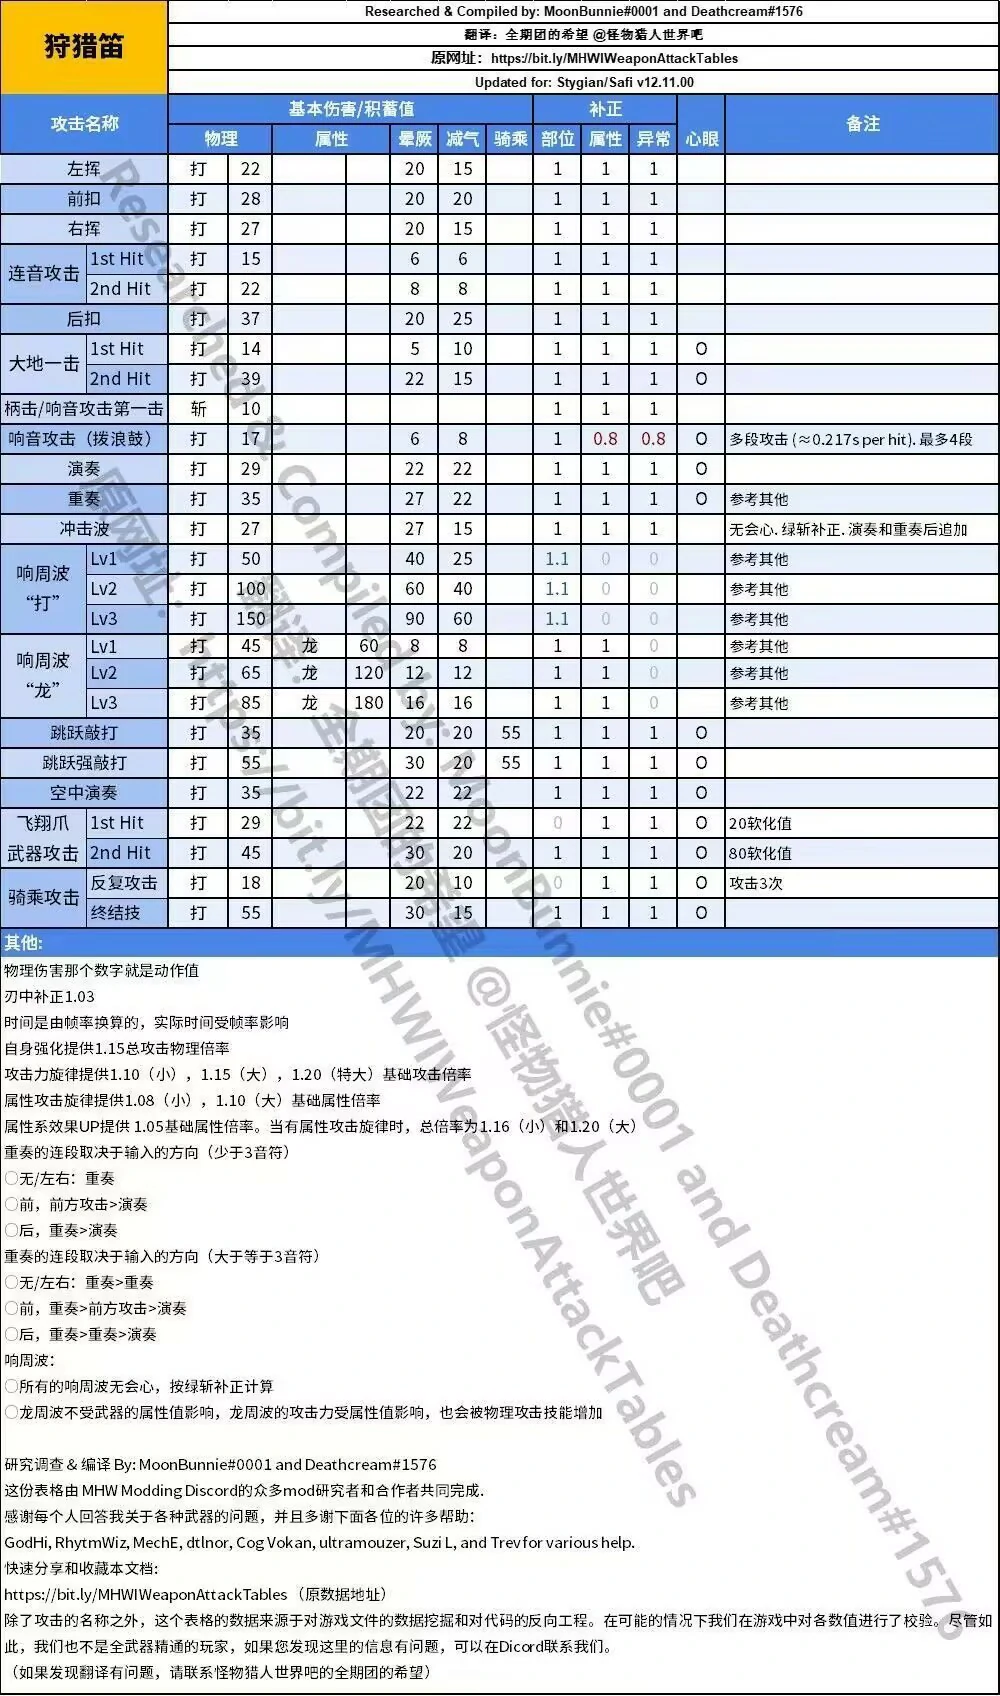 狩猎笛
Researched & Compiled by: MoonBunnie#0001 and Deathcream#1576
翻译：全期团的希望 @怪物猎人世界吧
原网址：https://bit.ly/MHWIWeaponAttackTables
Updated for: Stygian/Safi v12.11.00
攻击名称 基本伤害/积蓄值 补正 心眼 备注
物理 属性 晕厥 减气 骑乘 部位 属性 异常
左挥 打 22 20 15 1 1 1
前扣 打 28 20 20 1 1 1
右挥 打 27 20 15 1 1 1
连音攻击 1st Hit 打 15 6 6 1 1 1
2nd Hit 打 22 8 8 1 1 1
后扣 打 37 20 25 1 1 1
大地一击 1st Hit 打 14 5 10 1 1 1 O
2nd Hit 打 39 22 15 1 1 1 O
柄击/响音攻击第一击 斩 10 1 1 1
响音攻击（拨浪鼓） 打 17 6 8 1 0.8 0.8 O 多段攻击 (≈0.217s per hit). 最多4段
演奏 打 29 22 22 1 1 1 O
重奏 打 35 27 22 1 1 1 O 参考其他
冲击波 打 27 27 15 1 1 1 无会心. 绿斩补正. 演奏和重奏后追加
响周波“打” Lv1 打 50 40 25 1.1 0 0 参考其他
Lv2 打 100 60 40 1.1 0 0 参考其他
Lv3 打 150 90 60 1.1 0 0 参考其他
响周波“龙” Lv1 打 45 龙 60 8 8 1 1 0 参考其他
Lv2 打 65 龙 120 12 12 1 1 0 参考其他
Lv3 打 85 龙 180 16 16 1 1 0 参考其他
跳跃敲打 打 35 20 20 55 1 1 1 O
跳跃强敲打 打 55 30 20 55 1 1 1 O
空中演奏 打 35 22 22 1 1 1 O
飞翔爪武器攻击 1st Hit 打 29 22 22 0 1 1 O 20软化值
2nd Hit 打 45 30 20 1 1 1 O 80软化值
骑乘攻击 反复攻击 打 18 20 10 0 1 1 O 攻击3次
终结技 打 55 30 15 1 1 1 O
其他:
物理伤害那个数字就是动作值
刃中补正1.03
时间是由帧率换算的，实际时间受帧率影响
自身强化提供1.15总攻击物理倍率
攻击力旋律提供1.10（小），1.15（大），1.20（特大）基础攻击倍率
属性攻击旋律提供1.08（小），1.10（大）基础属性倍率
属性系效果UP提供 1.05基础属性倍率。当有属性攻击旋律时，总倍率为1.16（小）和1.20（大）
重奏的连段取决于输入的方向（少于3音符）
○无/左右：重奏
○前，前方攻击>演奏
○后，重奏>演奏
重奏的连段取决于输入的方向（大于等于3音符）
○无/左右：重奏>重奏
○前，重奏>前方攻击>演奏
○后，重奏>重奏>演奏
响周波：
○所有的响周波无会心，按绿斩补正计算
○龙周波不受武器的属性值影响，龙周波的攻击力受属性值影响，也会被物理攻击技能增加
研究调查 & 编译 By: MoonBunnie#0001 and Deathcream#1576
这份表格由 MHW Modding Discord的众多mod研究者和合作者共同完成.
感谢每个人回答我关于各种武器的问题，并且多谢下面各位的许多帮助：
GodHi, RhytmWiz, MechE, dtlnor, Cog Vokan, ultramouzer, Suzi L, and Trev for various help.
快速分享和收藏本文档:
https://bit.ly/MHWIWeaponAttackTables （原数据地址）
除了攻击的名称之外，这个表格的数据来源于对游戏文件的数据挖掘和对代码的反向工程。在可能的情况下我们在游戏中对各数值进行了校验。尽管如
此，我们也不是全武器精通的玩家，如果您发现这里的信息有问题，可以在Dicord联系我们。
（如果发现翻译有问题，请联系怪物猎人世界吧的全期团的希望）
Researched & Compiled by: MoonBunnie#0001 and Deathcream#1576
翻译：全期团的希望 @怪物猎人世界吧
原网址：https://bit.ly/MHWIWeaponAttackTables